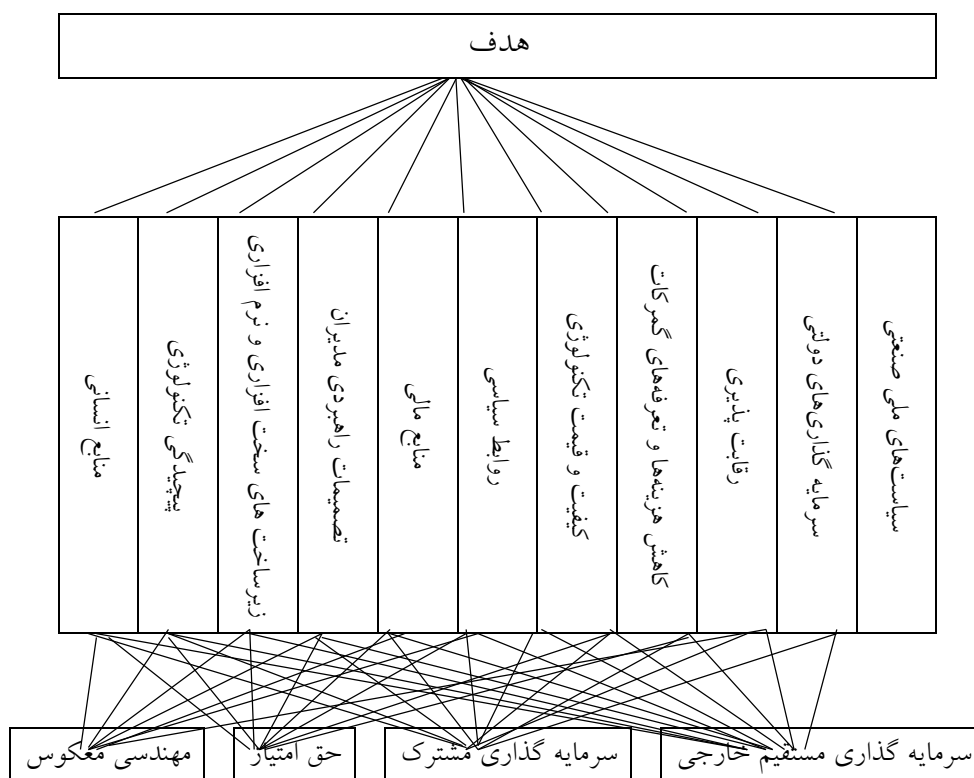 هدف
سیاست‌های ملی صنعتی
سرمایه گذاری‌های دولتی
رقابت پذیری
کاهش هزینه‌ها و تعرفه‌های گمرکات
کیفیت و قیمت تکنولوژی
روابط سیاسی
منابع مالی
تصمیمات راهبردی مدیران
زیرساخت های سخت افزاری و نرم افزاری
پیچیدگی تکنولوژی
منابع انسانی
سرمایه گذاری مستقیم خارجی
سرمایه گذاری مشترک
حق امتیاز
مهندسی معکوس